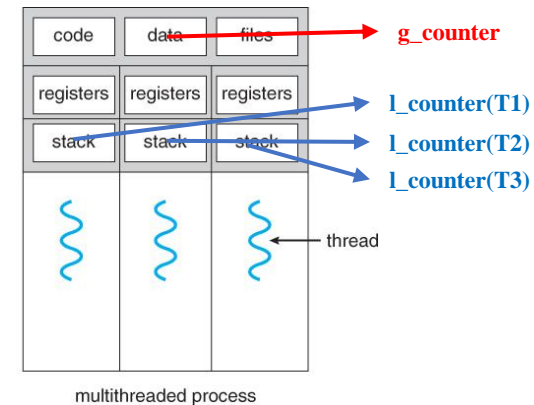 code data files g_counter
registers registers registers
l_counter(T1)
stack stack stack l_counter(T2)
l_counter(T3)
thread
multithreaded process